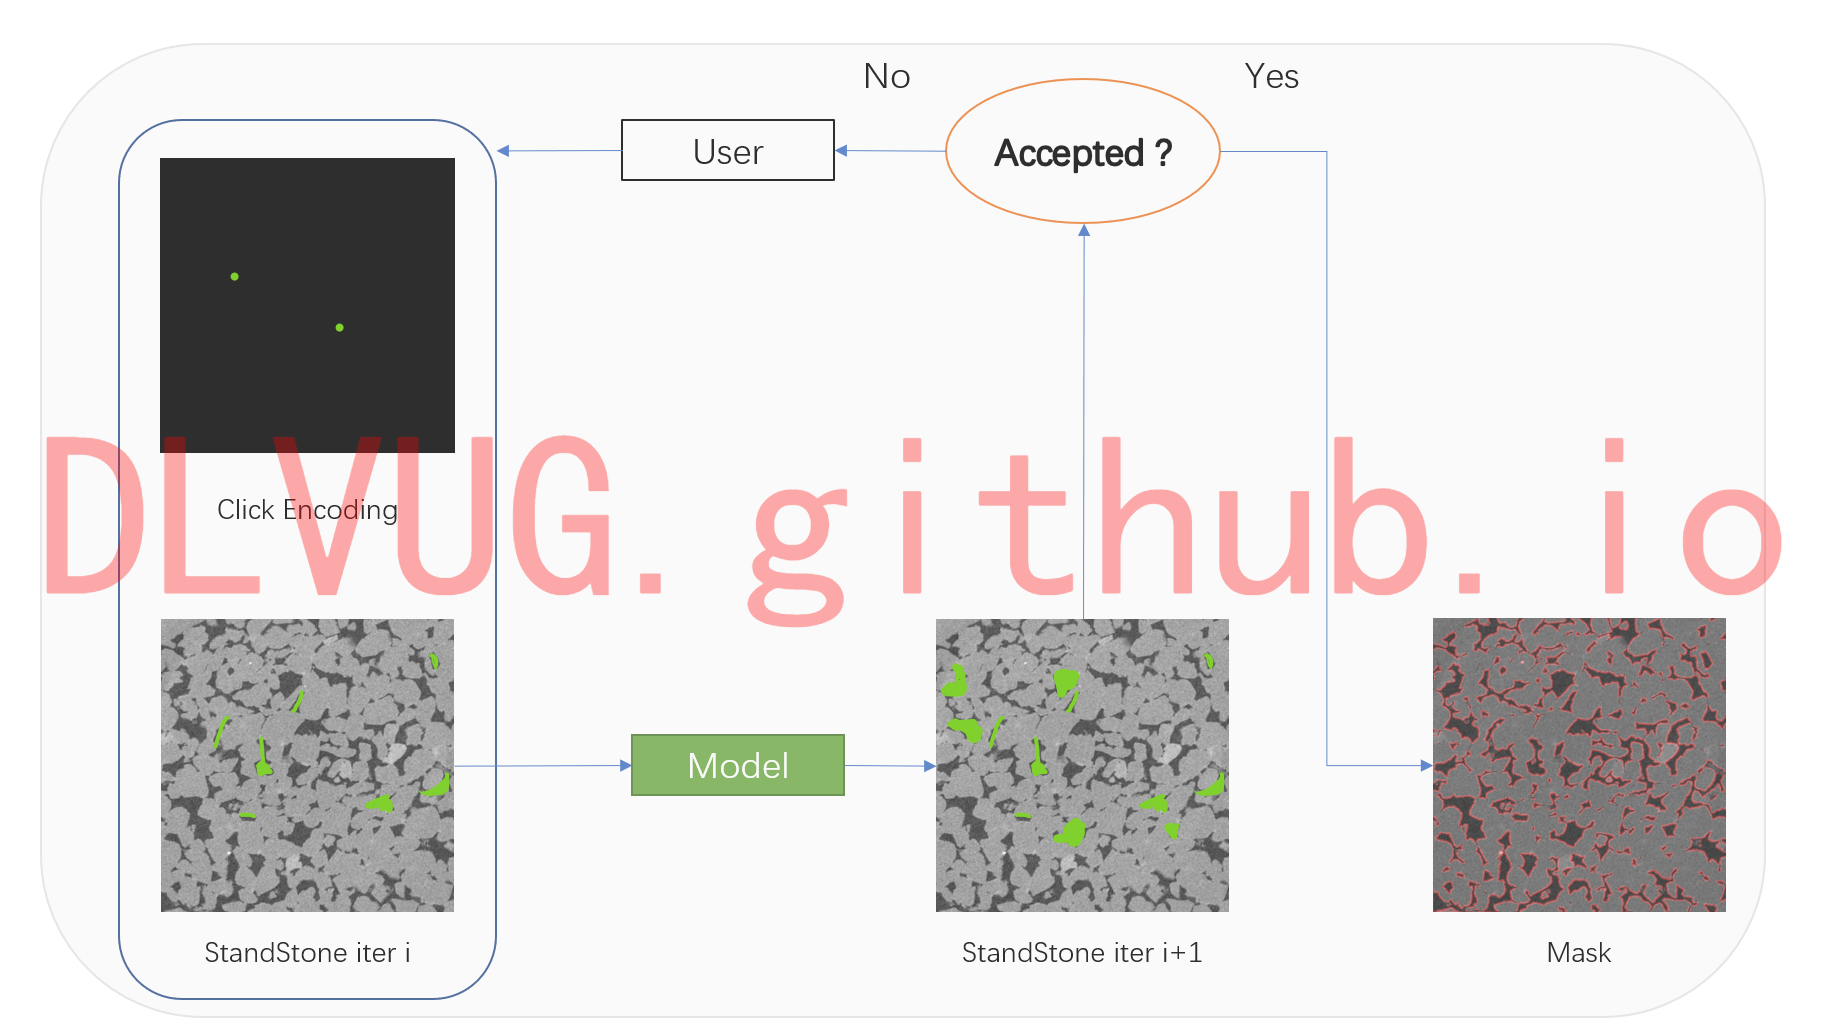 No
Yes
User
Accepted ?
Click Encoding
DLVUG.github.io
Model
StandStone iter i
StandStone iter i+1
Mask